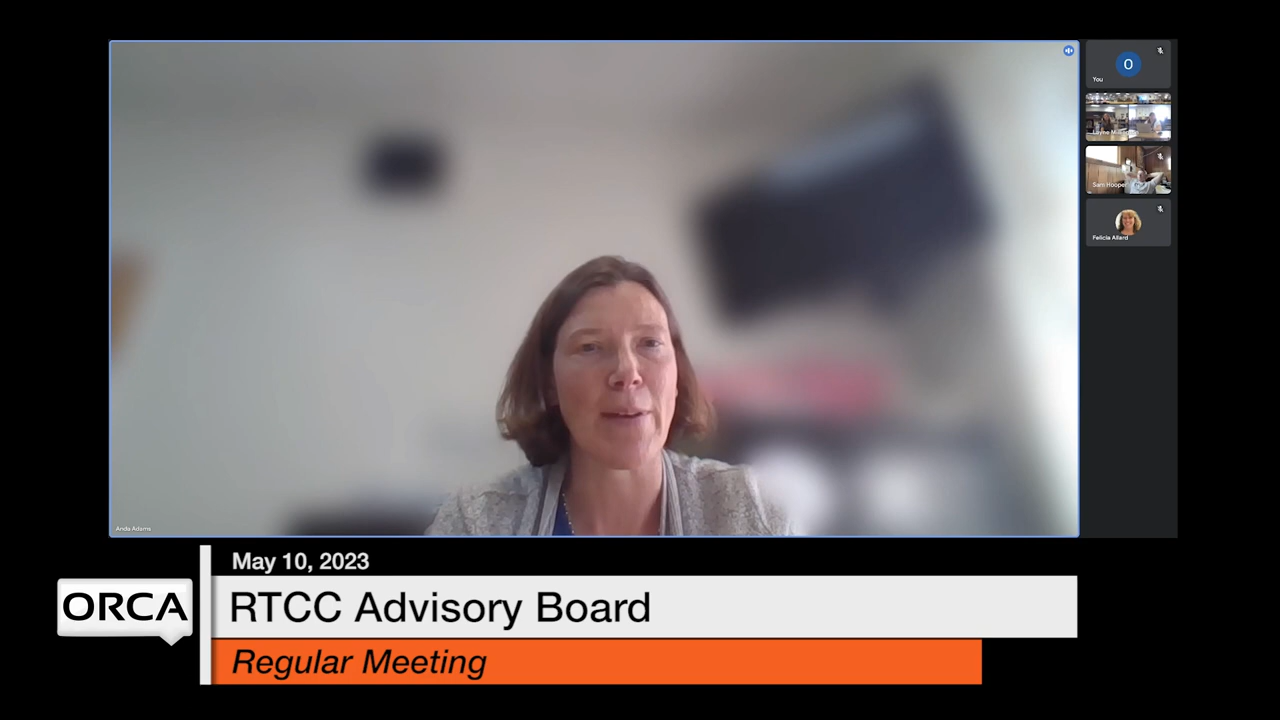 O
You
Sam Hooper
Felicia Allard
Anda Adams
May 10, 2023
ORCA
RTCC Advisory Board
Regular Meeting